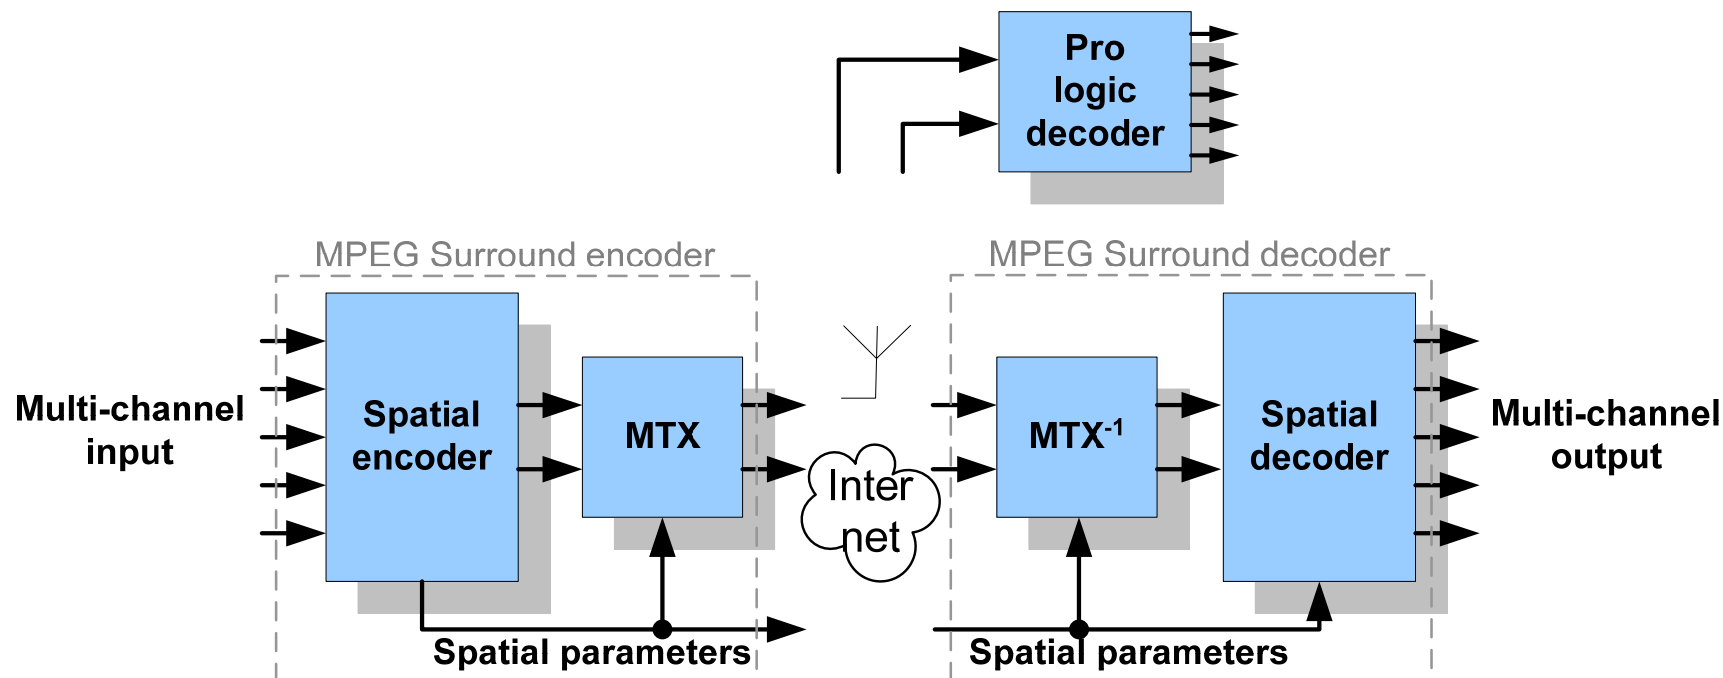 Pro
logic
decoder
MPEG Surround encoder
MPEG Surround decoder
Multi-channel
input
Spatial
encoder
MTX
Inter
net
MTX-1
Spatial
decoder
Multi-channel
output
Spatial parameters
Spatial parameters